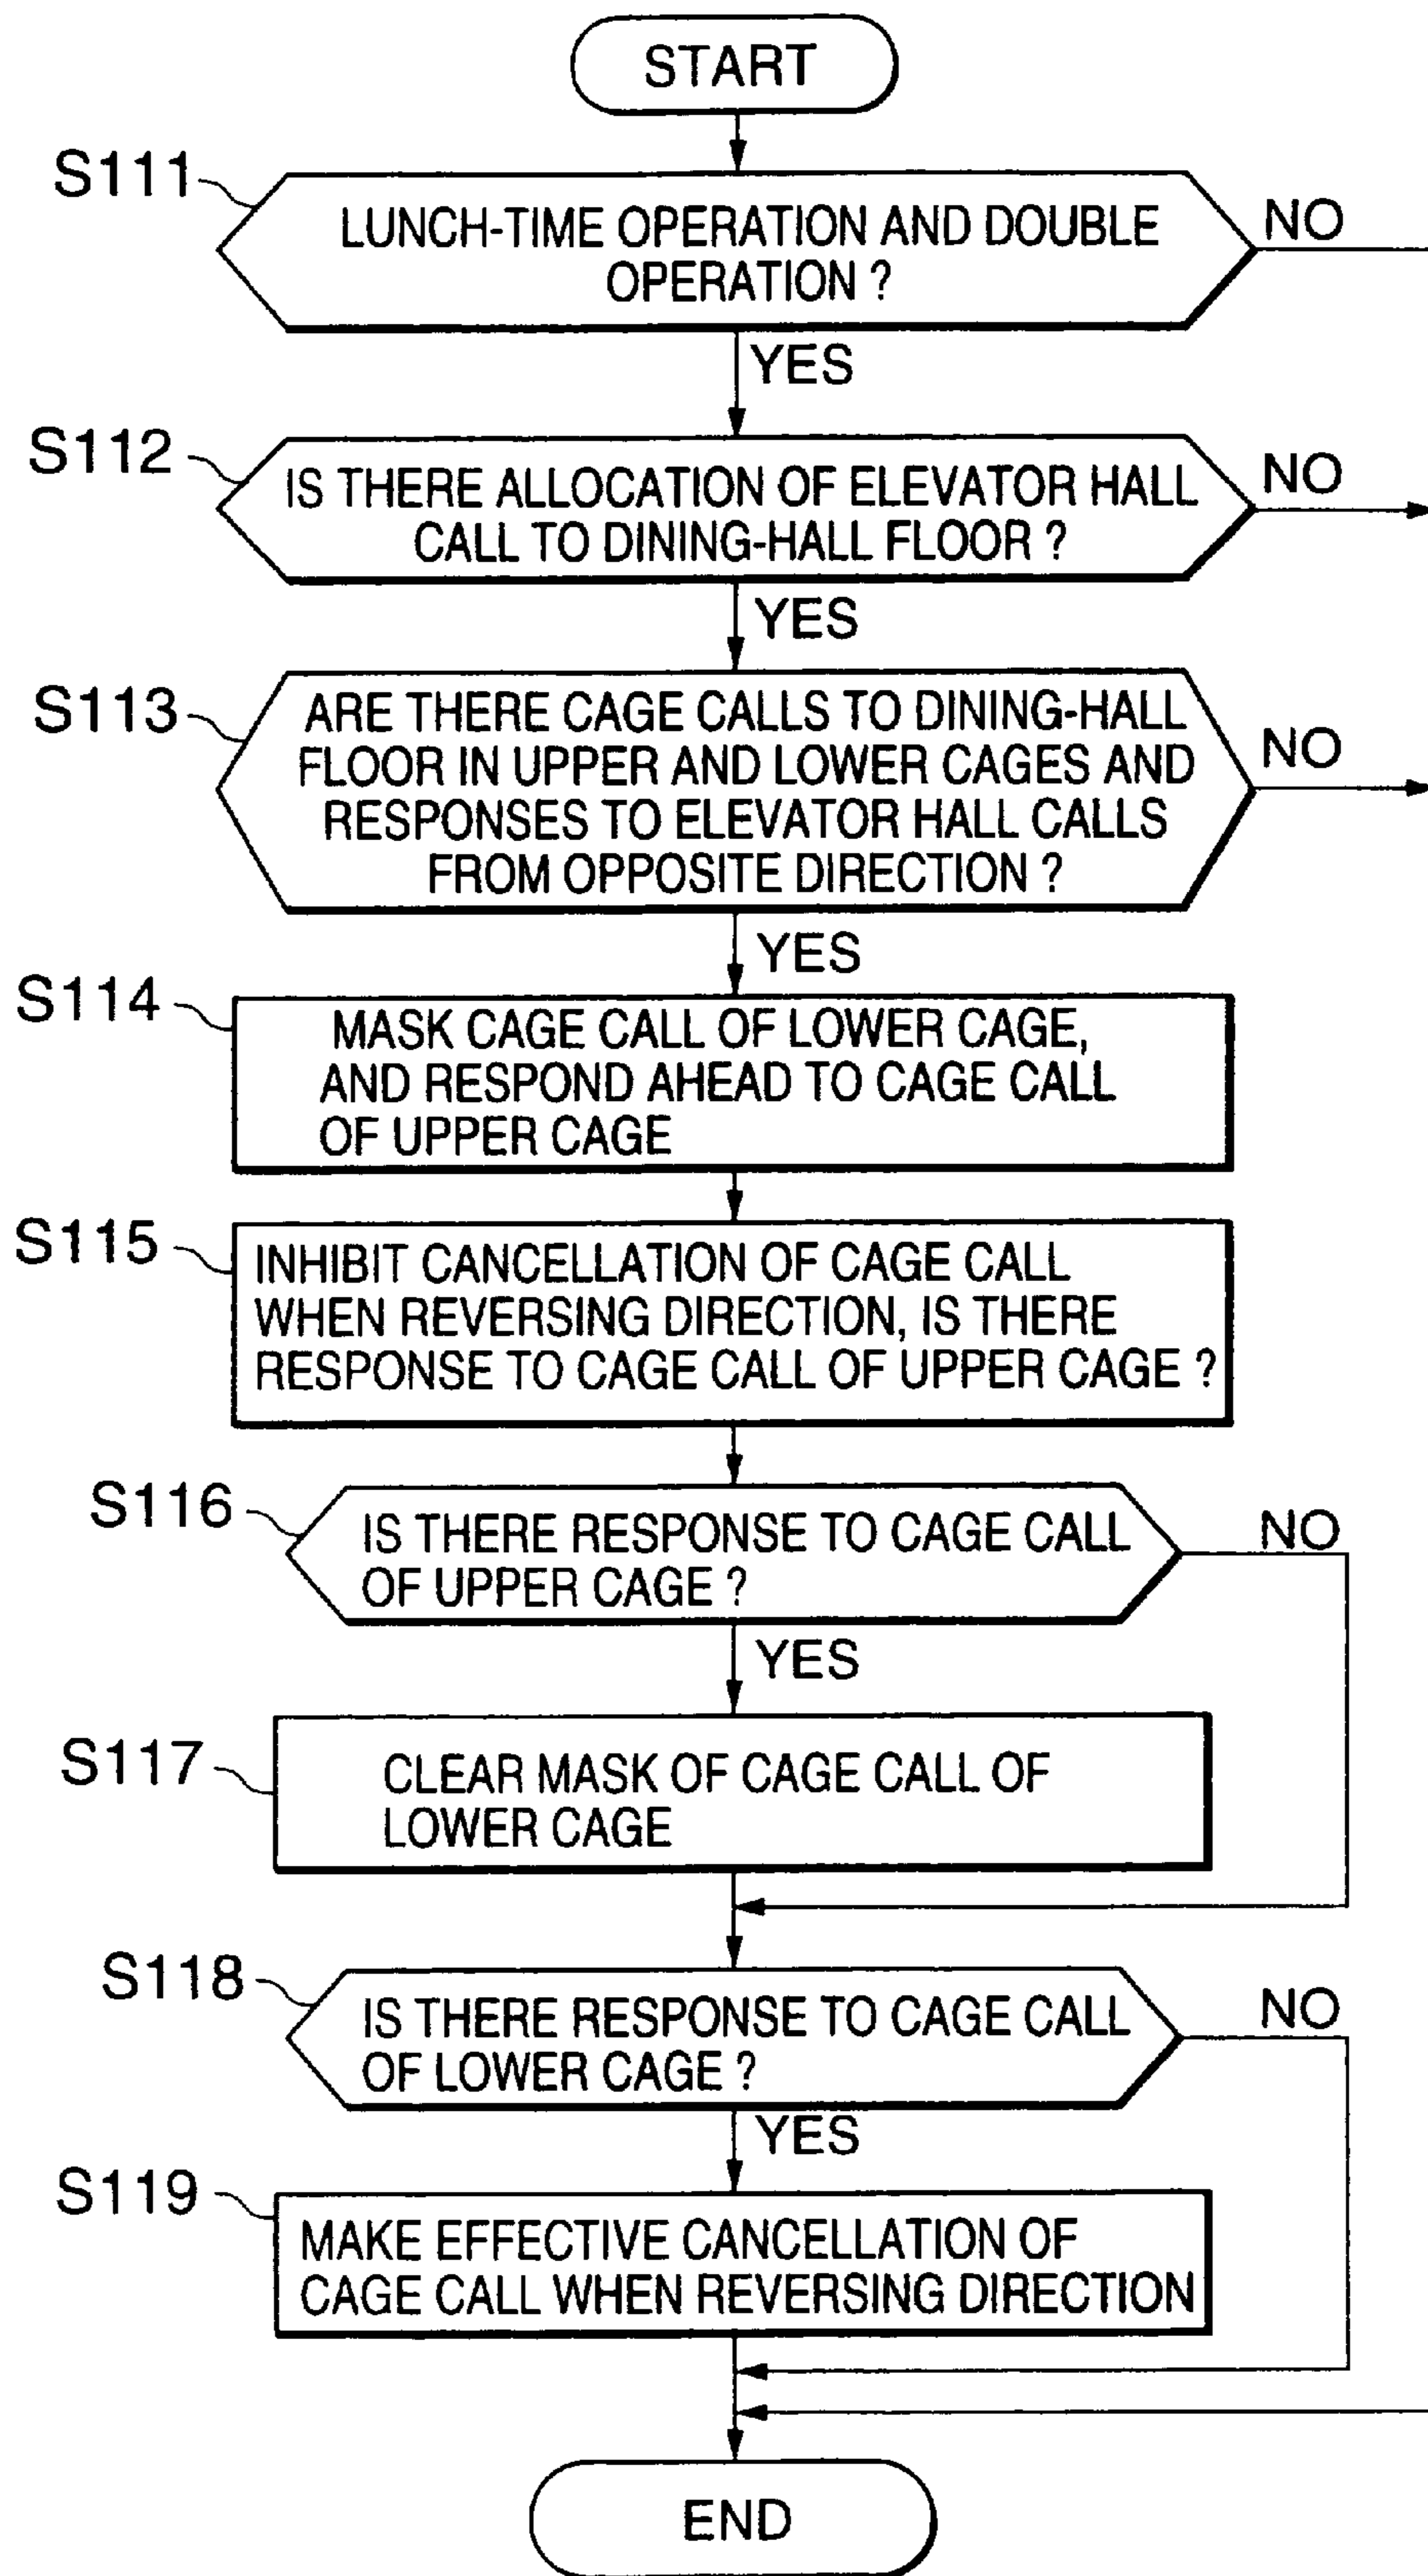 START
S111
LUNCH-TIME OPERATION AND DOUBLE
OPERATION ?
NO
YES
S112
IS THERE ALLOCATION OF ELEVATOR HALL
CALL TO DINING-HALL FLOOR ?
NO
YES
S113
ARE THERE CAGE CALLS TO DINING-HALL
FLOOR IN UPPER AND LOWER CAGES AND
RESPONSES TO ELEVATOR HALL CALLS
FROM OPPOSITE DIRECTION ?
NO
YES
S114
MASK CAGE CALL OF LOWER CAGE,
AND RESPOND AHEAD TO CAGE CALL
OF UPPER CAGE
S115
INHIBIT CANCELLATION OF CAGE CALL
WHEN REVERSING DIRECTION, IS THERE
RESPONSE TO CAGE CALL OF UPPER CAGE ?
S116
IS THERE RESPONSE TO CAGE CALL
OF UPPER CAGE ?
NO
YES
S117
CLEAR MASK OF CAGE CALL OF
LOWER CAGE
S118
IS THERE RESPONSE TO CAGE CALL
OF LOWER CAGE ?
NO
YES
S119
MAKE EFFECTIVE CANCELLATION OF
CAGE CALL WHEN REVERSING DIRECTION
END